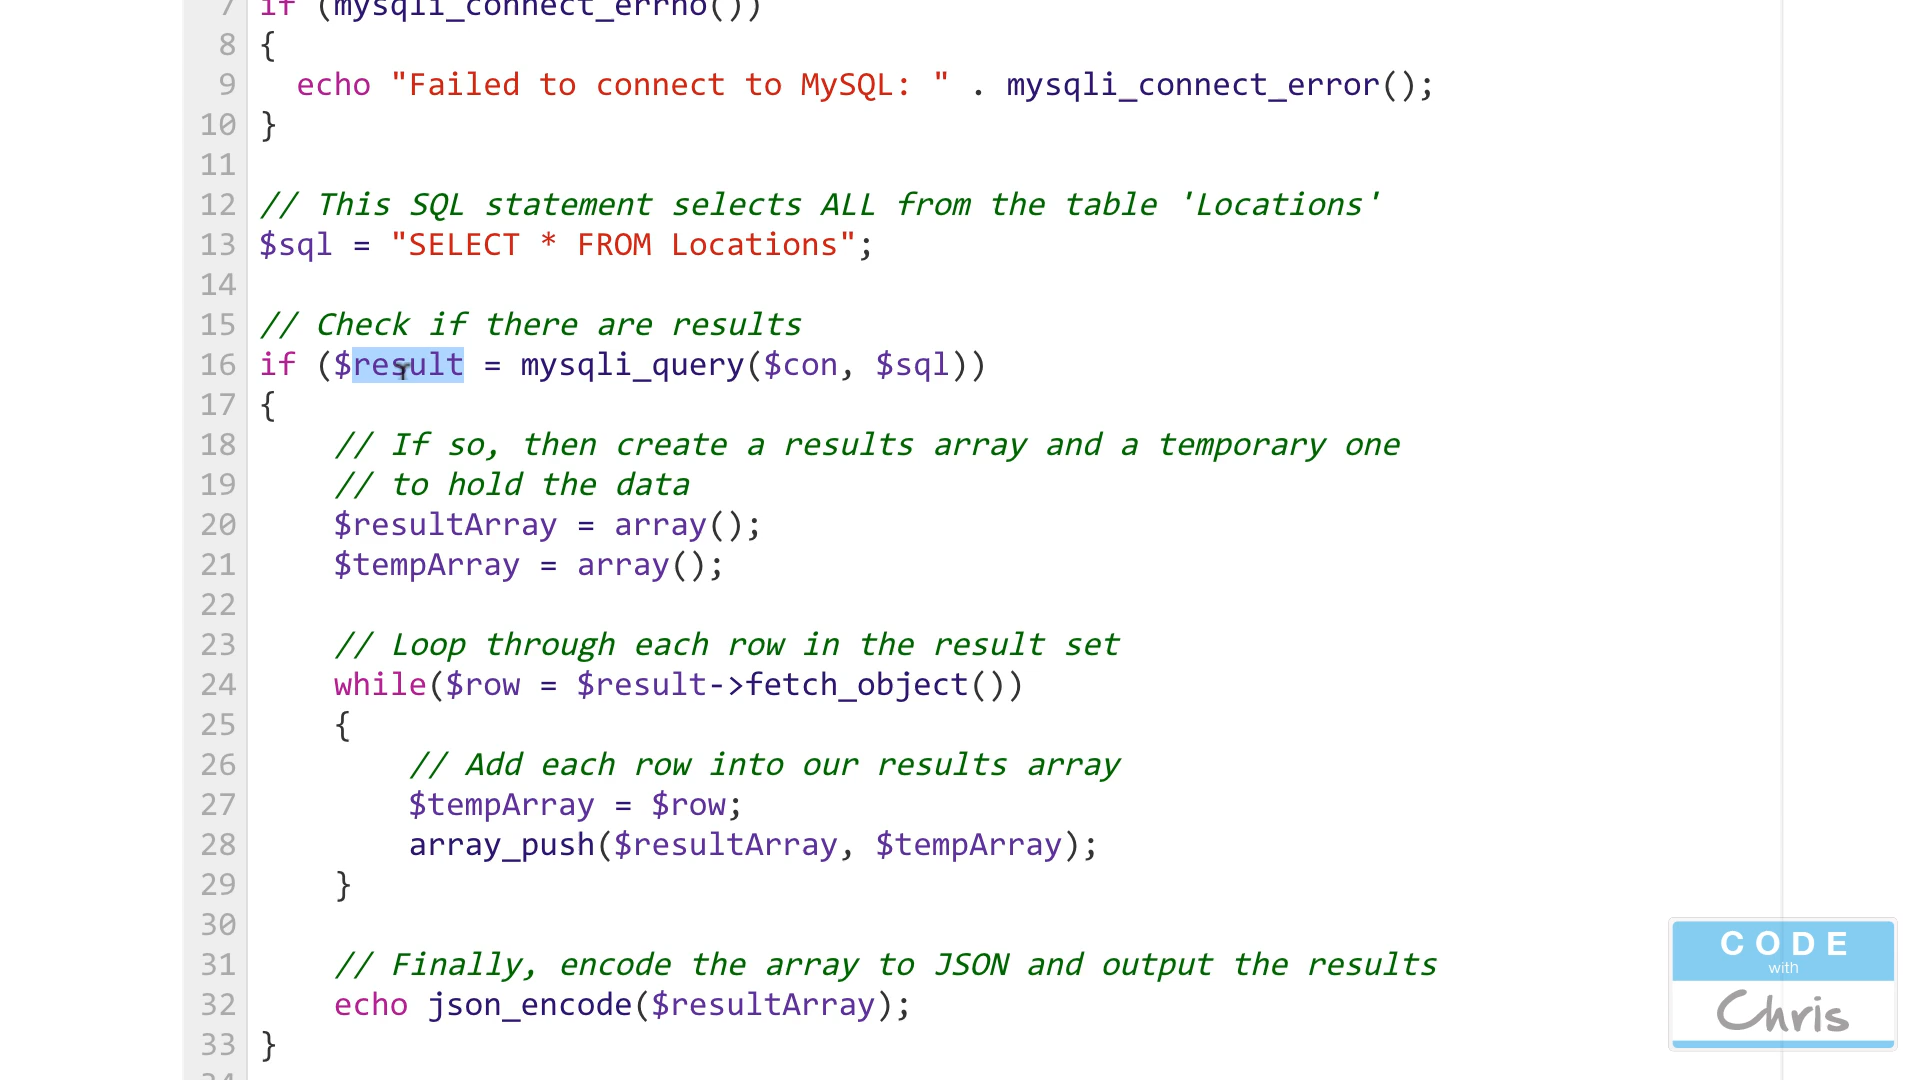 7 if (mysqli_connect_errno())
8 {
9   echo "Failed to connect to MySQL: " . mysqli_connect_error();
10 }
11
12 // This SQL statement selects ALL from the table 'Locations'
13 $sql = "SELECT * FROM Locations";
14
15 // Check if there are results
16 if ($result = mysqli_query($con, $sql))
17 {
18     // If so, then create a results array and a temporary one
19     // to hold the data
20     $resultArray = array();
21     $tempArray = array();
22
23     // Loop through each row in the result set
24     while($row = $result->fetch_object())
25     {
26         // Add each row into our results array
27         $tempArray = $row;
28         array_push($resultArray, $tempArray);
29     }
30
31     // Finally, encode the array to JSON and output the results
32     echo json_encode($resultArray);
33 }
34
CODE
with
Chris